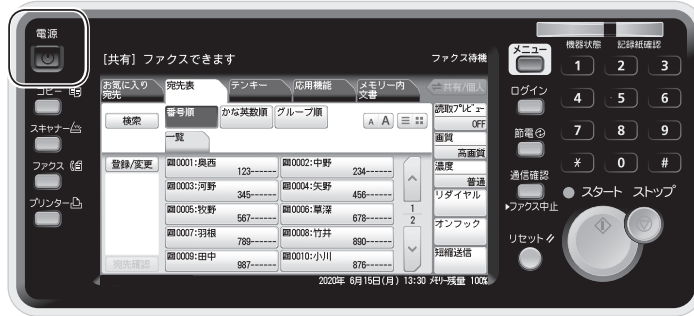 電源
コピー
スキャナー
ファクス
プリンター
[共有] ファクスできます
ファクス待機
お気に入り宛先
宛先表
テンキー
応用機能
メモリー内文書
共有/個人
検索
番号順
かな英数順
グループ順
一覧
A A
登録/変更
0001:奥西
123------
0002:中野
234------
0003:河野
345------
0004:矢野
456------
0005:牧野
567------
0006:草深
678------
0007:羽根
789------
0008:竹井
890------
0009:田中
987------
0010:小川
876------
宛先確認
1
2
読取プレビュー
OFF
画質
高画質
濃度
普通
リダイヤル
オンフック
短縮送信
2020年 6月15日(月) 13:30 メモリー残量 100%
メニュー
ログイン
節電
通信確認
ファクス中止
リセット
機器状態
記録紙確認
1 2 3
4 5 6
7 8 9
* 0 #
スタート
ストップ